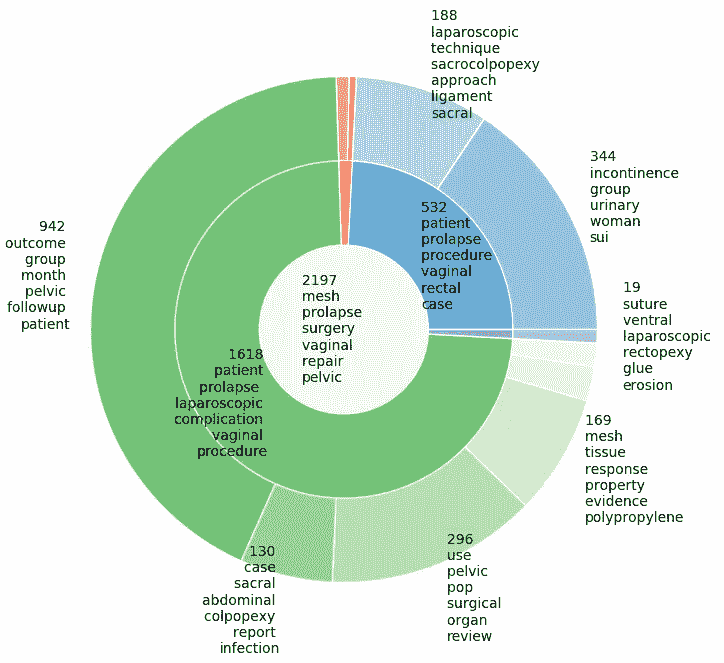 188
laparoscopic
technique
sacrocolpopexy
approach
ligament
sacral
344
incontinence
group
urinary
woman
sui
532
patient
prolapse
procedure
vaginal
rectal
case
942
outcome
group
month
pelvic
followup
patient
2197
mesh
prolapse
surgery
vaginal
repair
pelvic
19
suture
ventral
laparoscopic
rectopexy
glue
erosion
1618
patient
prolapse
laparoscopic
complication
vaginal
procedure
169
mesh
tissue
response
property
evidence
polypropylene
296
use
pelvic
pop
surgical
organ
review
130
case
sacral
abdominal
colpopexy
report
infection